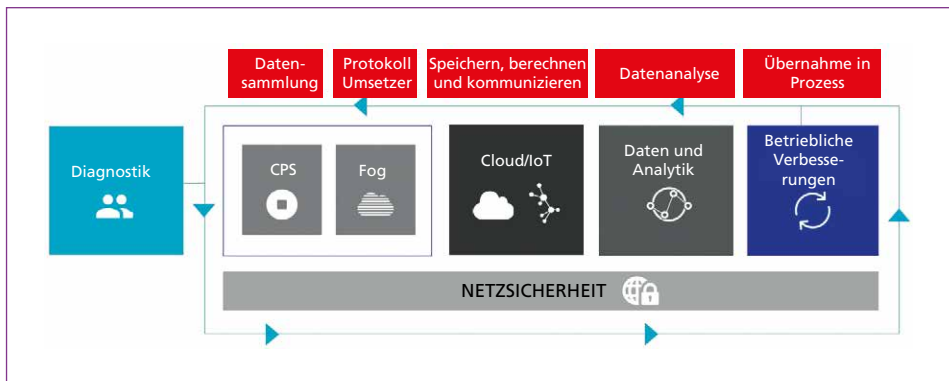 Daten-
sammlung
Protokoll
Umsetzer
Speichern, berechnen
und kommunizieren
Datenanalyse
Übernahme in
Prozess
Diagnostik
CPS
Fog
Cloud/IoT
Daten und
Analytik
Betriebliche
Verbesse-
rungen
NETZSICHERHEIT